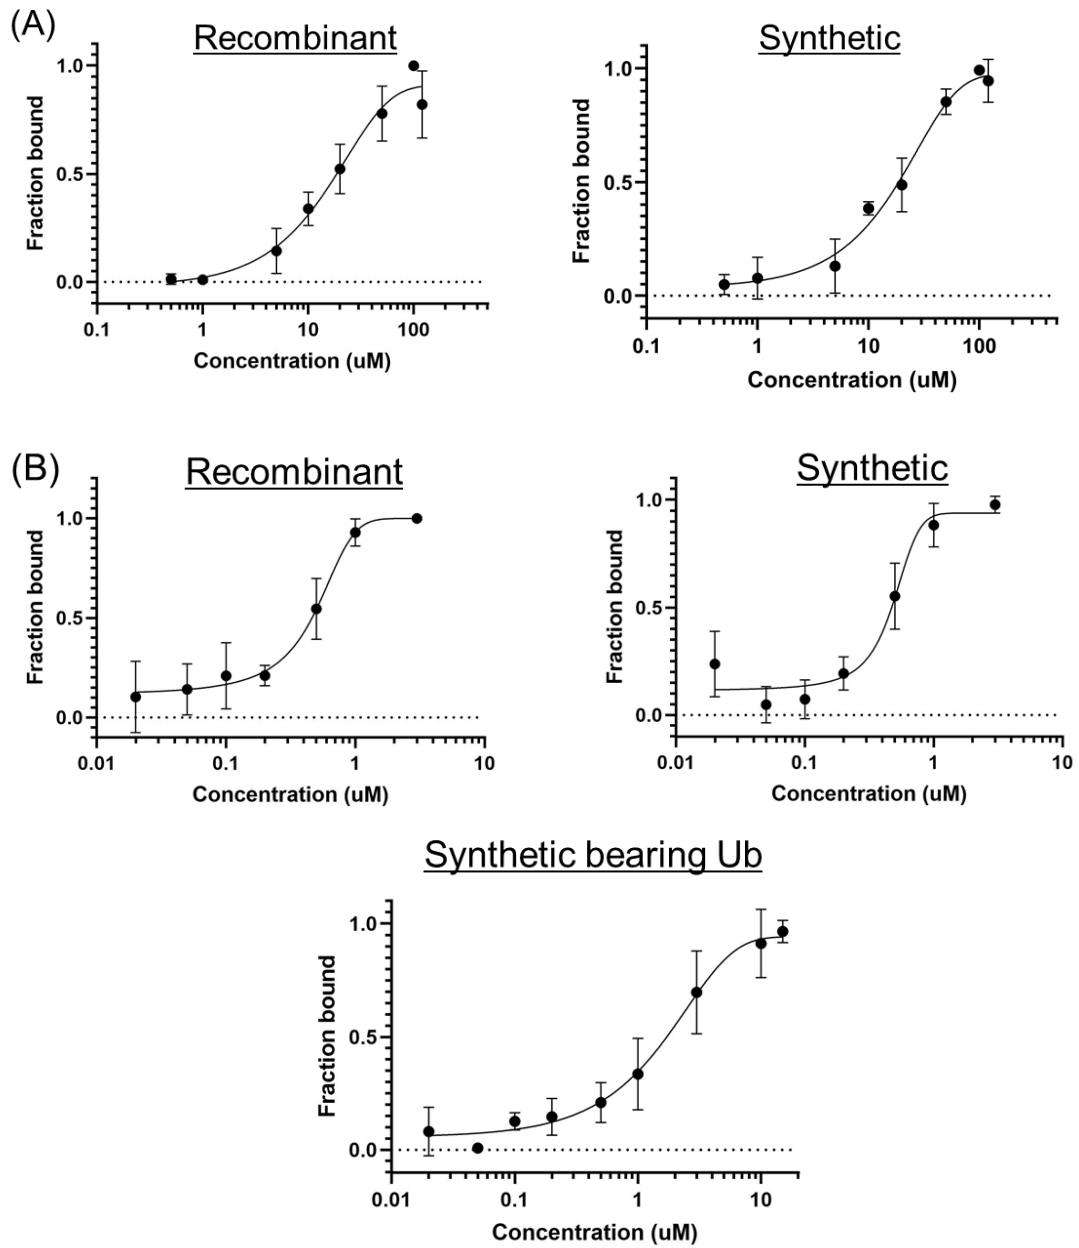 (A)
Recombinant
Synthetic
1.0
0.5
0.0
Fraction bound
0.1 1 10 100
Concentration (uM)
1.0
0.5
0.0
Fraction bound
0.1 1 10 100
Concentration (uM)
(B)
Recombinant
Synthetic
1.0
0.5
0.0
Fraction bound
0.01 0.1 1 10
Concentration (uM)
1.0
0.5
0.0
Fraction bound
0.01 0.1 1 10
Concentration (uM)
Synthetic bearing Ub
1.0
0.5
0.0
Fraction bound
0.01 0.1 1 10
Concentration (uM)